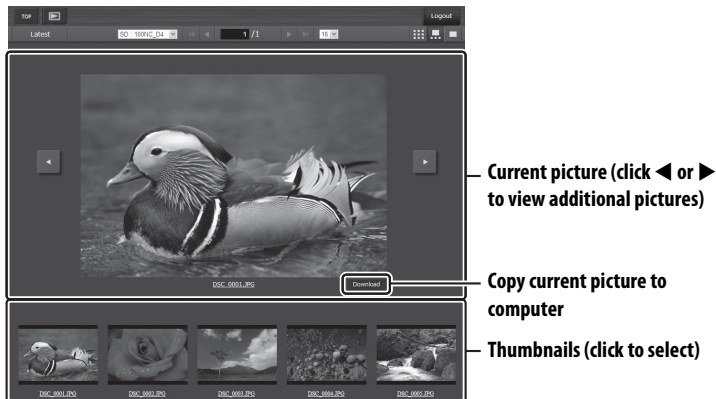 TOP
Logout
Latest
SD : 100NC_D4
1 /1
16
Current picture (click ◀ or ▶
to view additional pictures)
DSC_0001.JPG
Download
Copy current picture to
computer
Thumbnails (click to select)
DSC_0001.JPG
DSC_0002.JPG
DSC_0003.JPG
DSC_0004.JPG
DSC_0005.JPG